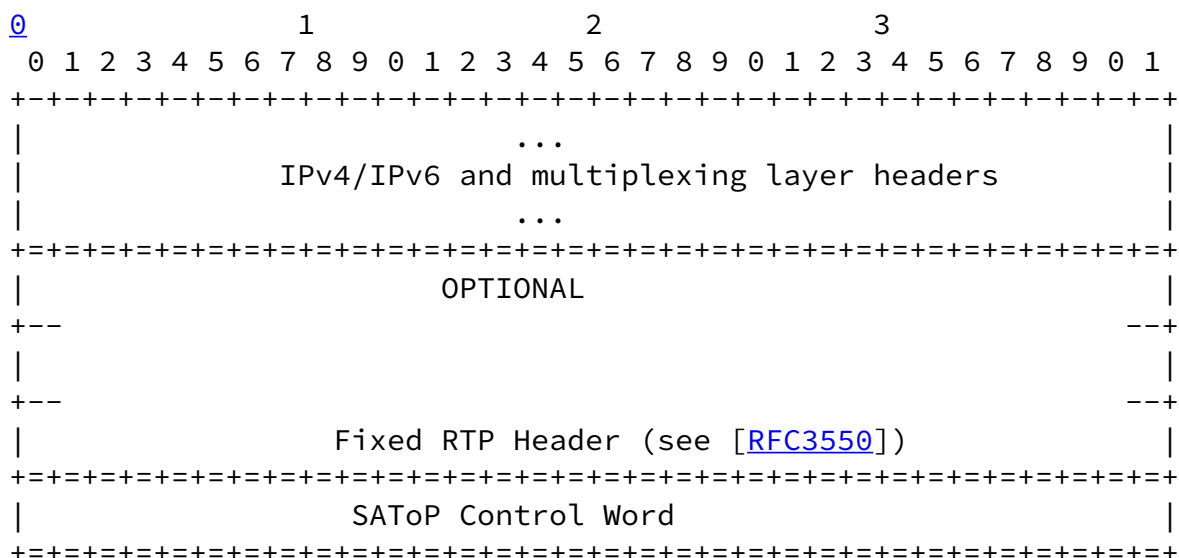 0                   1                   2                   3
 0 1 2 3 4 5 6 7 8 9 0 1 2 3 4 5 6 7 8 9 0 1 2 3 4 5 6 7 8 9 0 1
+-+-+-+-+-+-+-+-+-+-+-+-+-+-+-+-+-+-+-+-+-+-+-+-+-+-+-+-+-+-+-+-+
|                           ...                                 |
|              IPv4/IPv6 and multiplexing layer headers         |
|                           ...                                 |
+=+=+=+=+=+=+=+=+=+=+=+=+=+=+=+=+=+=+=+=+=+=+=+=+=+=+=+=+=+=+=+=+
|                       OPTIONAL                                |
+--                                                           --+
|                                                               |
+--                                                           --+
|                 Fixed RTP Header (see [RFC3550])              |
+=+=+=+=+=+=+=+=+=+=+=+=+=+=+=+=+=+=+=+=+=+=+=+=+=+=+=+=+=+=+=+=+
|                  SAToP Control Word                           |
+=+=+=+=+=+=+=+=+=+=+=+=+=+=+=+=+=+=+=+=+=+=+=+=+=+=+=+=+=+=+=+=+